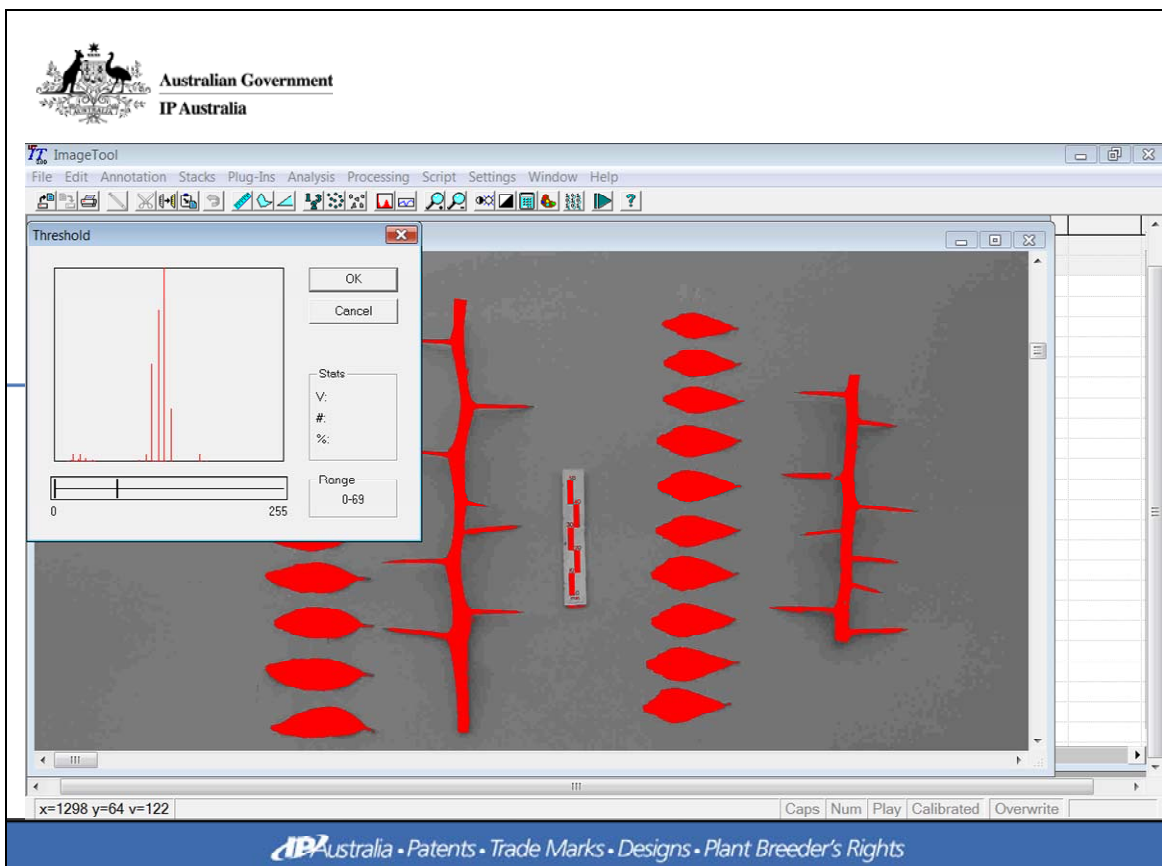 Australian Government
IP Australia
ImageTool
File Edit Annotation Stacks Plug-Ins Analysis Processing Script Settings Window Help
Threshold
OK
Cancel
Stats
V:
#:
%:
Range
0-69
0 255
x=1298 y=64 v=122
Caps Num Play Calibrated Overwrite
IPAustralia • Patents • Trade Marks • Designs • Plant Breeder's Rights